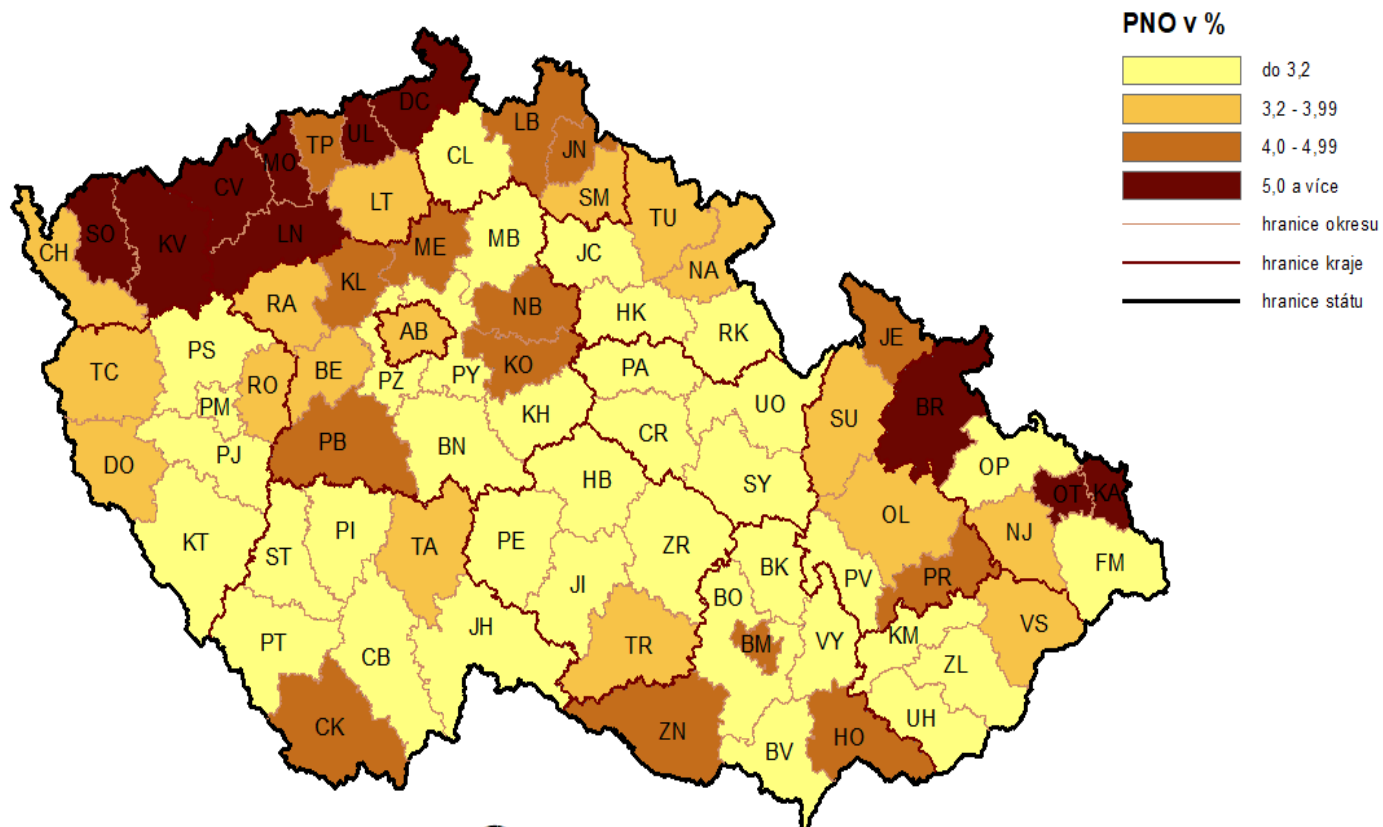 PNO v %
do 3,2
3,2 - 3,99
4,0 - 4,99
5,0 a více
hranice okresu
hranice kraje
hranice státu
DC
LB
UL
TP
JN
MO
CL
CV
SM
LT
TU
SO
LN
KV
MB
ME
JC
CH
NA
KL
RA
NB
HK
AB
RK
JE
PS
KO
PA
TC
BE
PZ
PY
RO
UO
PM
BR
KH
SU
CR
PB
BN
PJ
DO
OP
HB
SY
OT
KA
OL
NJ
KT
PI
TA
PE
ZR
ST
FM
BK
PV
PR
JI
BO
VS
JH
KM
PT
TR
BM
VY
CB
ZL
UH
CK
ZN
HO
BV